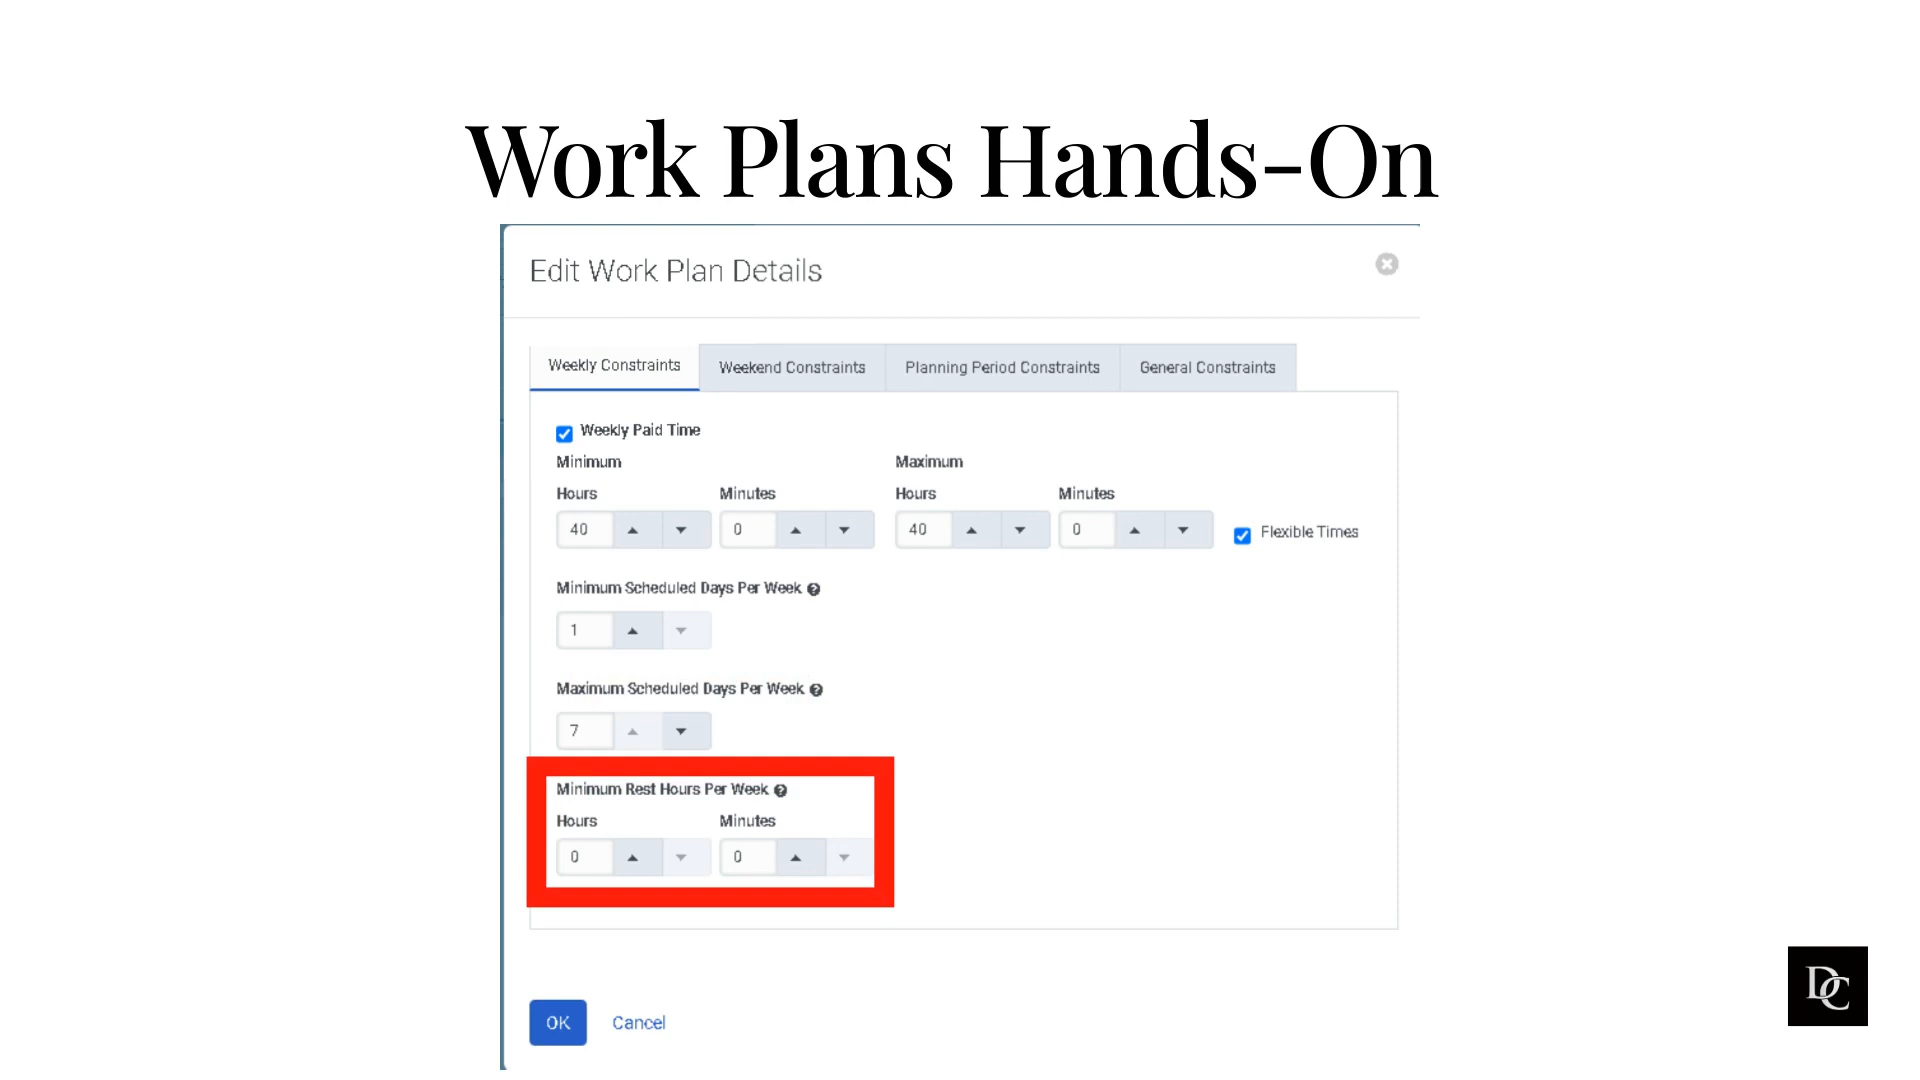 Work Plans Hands-On
Edit Work Plan Details
Weekly Constraints Weekend Constraints Planning Period Constraints General Constraints
Weekly Paid Time
Minimum Maximum
Hours Minutes Hours Minutes
40 0 40 0 Flexible Times
Minimum Scheduled Days Per Week
1
Maximum Scheduled Days Per Week
7
Minimum Rest Hours Per Week
Hours Minutes
0 0
OK Cancel
DC